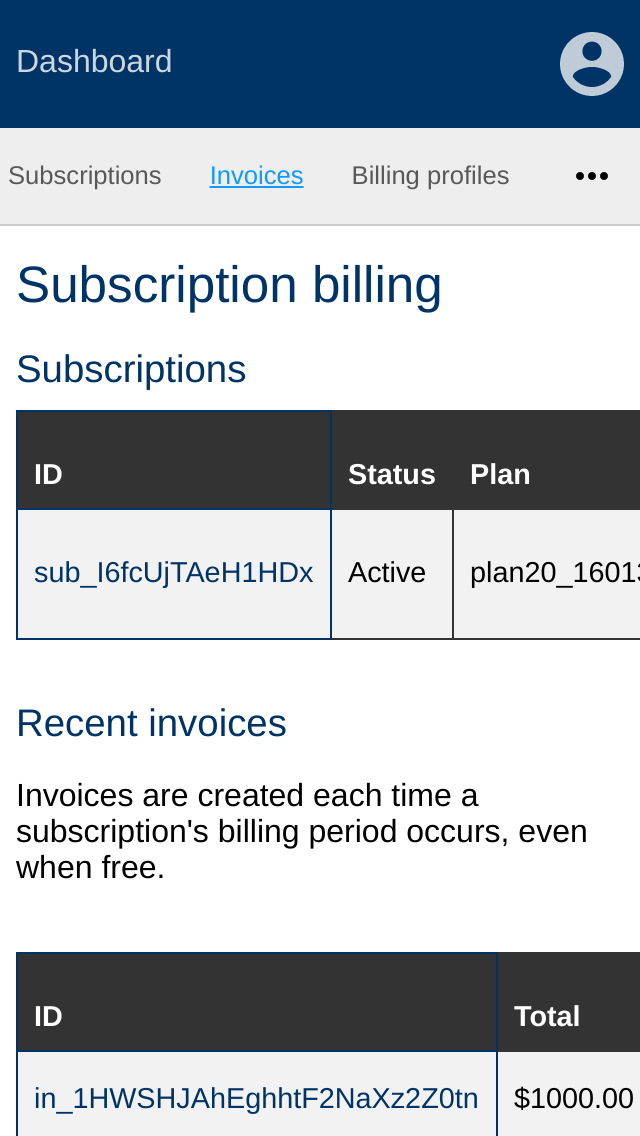 Dashboard
Subscriptions Invoices Billing profiles
Subscription billing
Subscriptions
ID Status Plan
sub_I6fcUjTAeH1HDx Active plan20_16013
Recent invoices
Invoices are created each time a
subscription's billing period occurs, even
when free.
ID Total
in_1HWSHJAhEghhtF2NaXz2Z0tn $1000.00